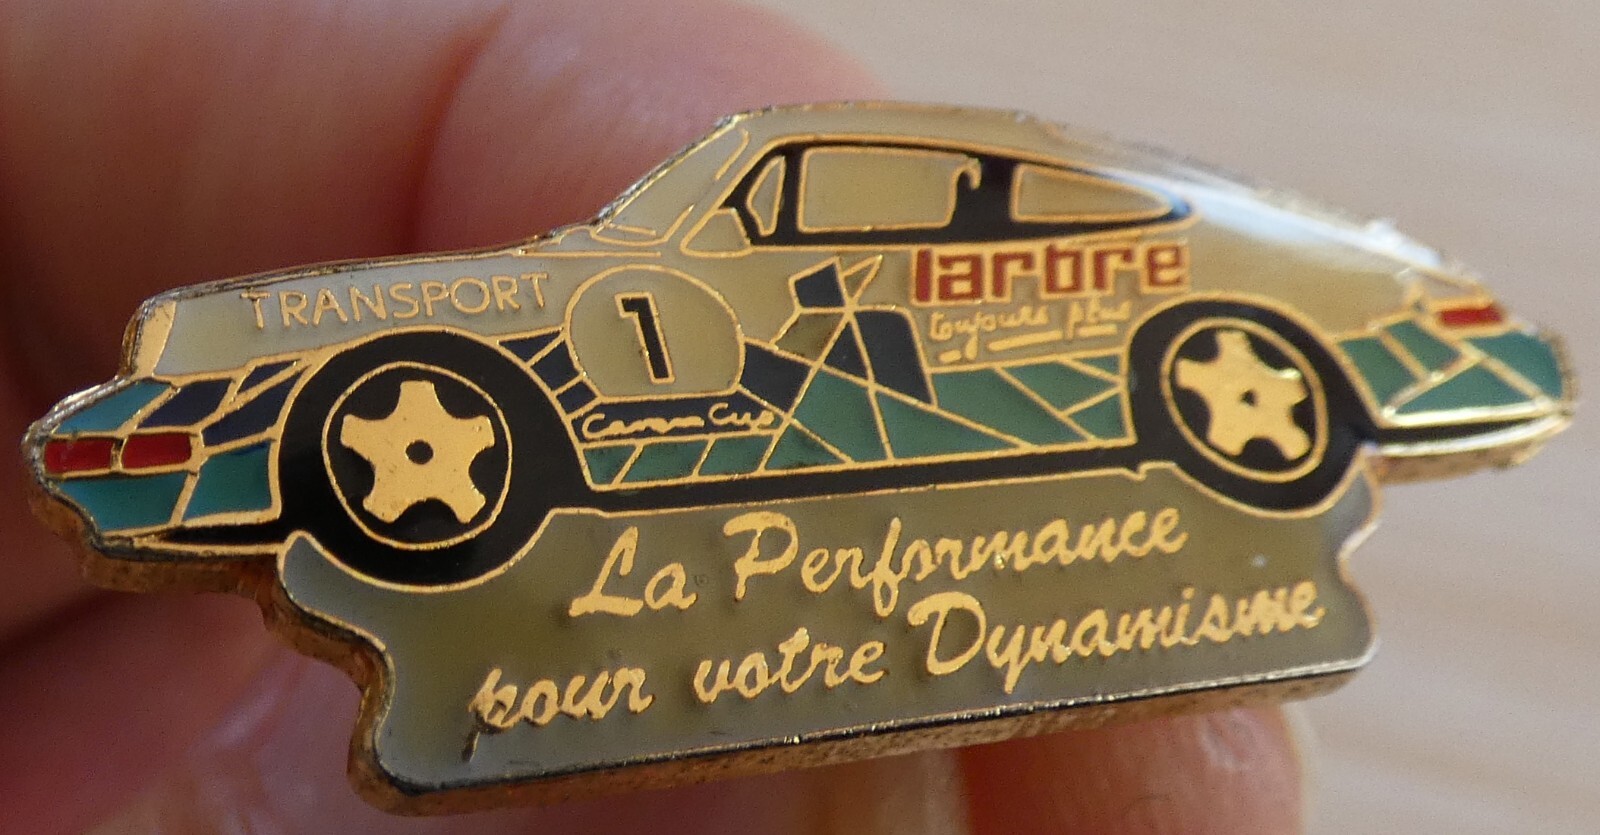 TRANSPORT
1
larbre
toujours plus
Carrera Cup
La Performance
pour votre Dynamisme